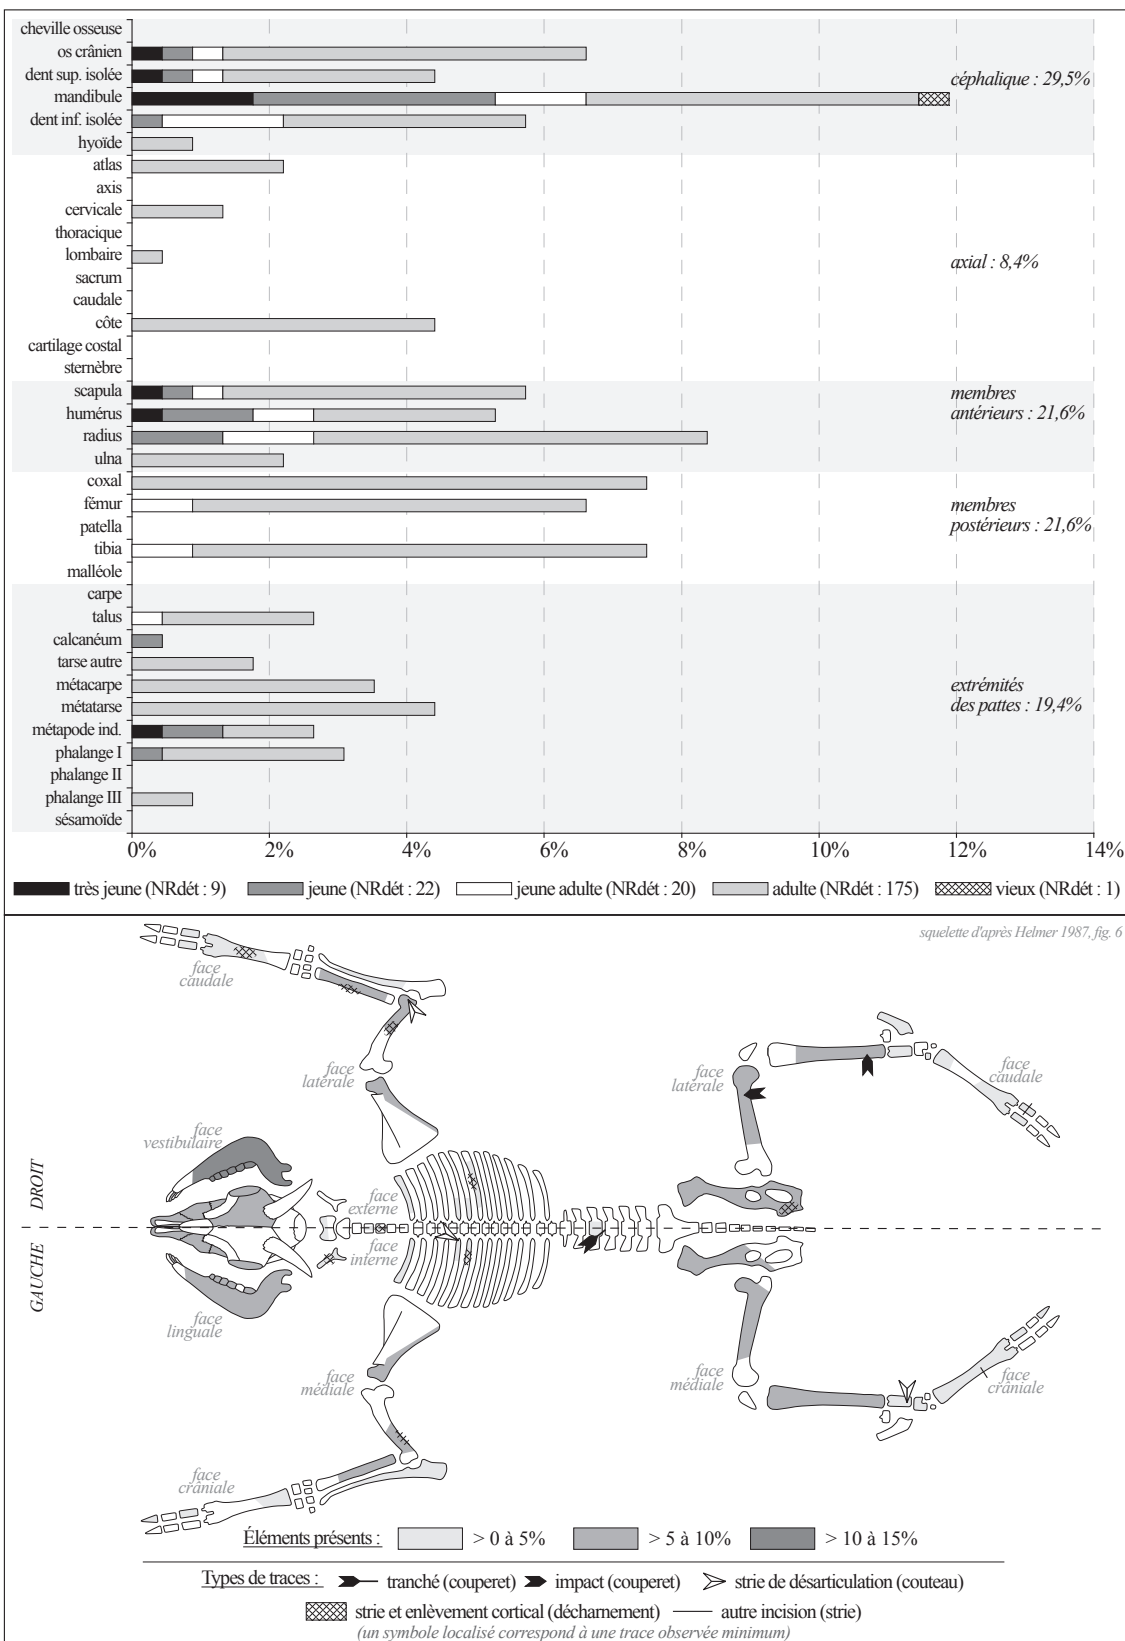 cheville osseuse
os crânien
dent sup. isolée
céphalique : 29,5%
mandibule
dent inf. isolée
hyoïde
atlas
axis
cervicale
thoracique
lombaire
axial : 8,4%
sacrum
caudale
côte
cartilage costal
sternèbre
scapula
membres
antérieurs : 21,6%
humérus
radius
ulna
coxal
fémur
membres
postérieurs : 21,6%
patella
tibia
malléole
carpe
talus
calcanéum
tarse autre
métacarpe
extrémités
des pattes : 19,4%
métatarse
métapode ind.
phalange I
phalange II
phalange III
sésamoïde
0% 2% 4% 6% 8% 10% 12% 14%
très jeune (NRdét : 9) jeune (NRdét : 22) jeune adulte (NRdét : 20) adulte (NRdét : 175) vieux (NRdét : 1)
squelette d'après Helmer 1987, fig. 6
face
caudale
face
latérale
face
latérale
face
caudale
face
vestibulaire
DROIT
face
externe
GAUCHE
face
interne
face
linguale
face
médiale
face
médiale
face
crâniale
face
crâniale
Éléments présents : > 0 à 5% > 5 à 10% > 10 à 15%
Types de traces : tranché (couperet) impact (couperet) strie de désarticulation (couteau)
strie et enlèvement cortical (décharnement) autre incision (strie)
(un symbole localisé correspond à une trace observée minimum)